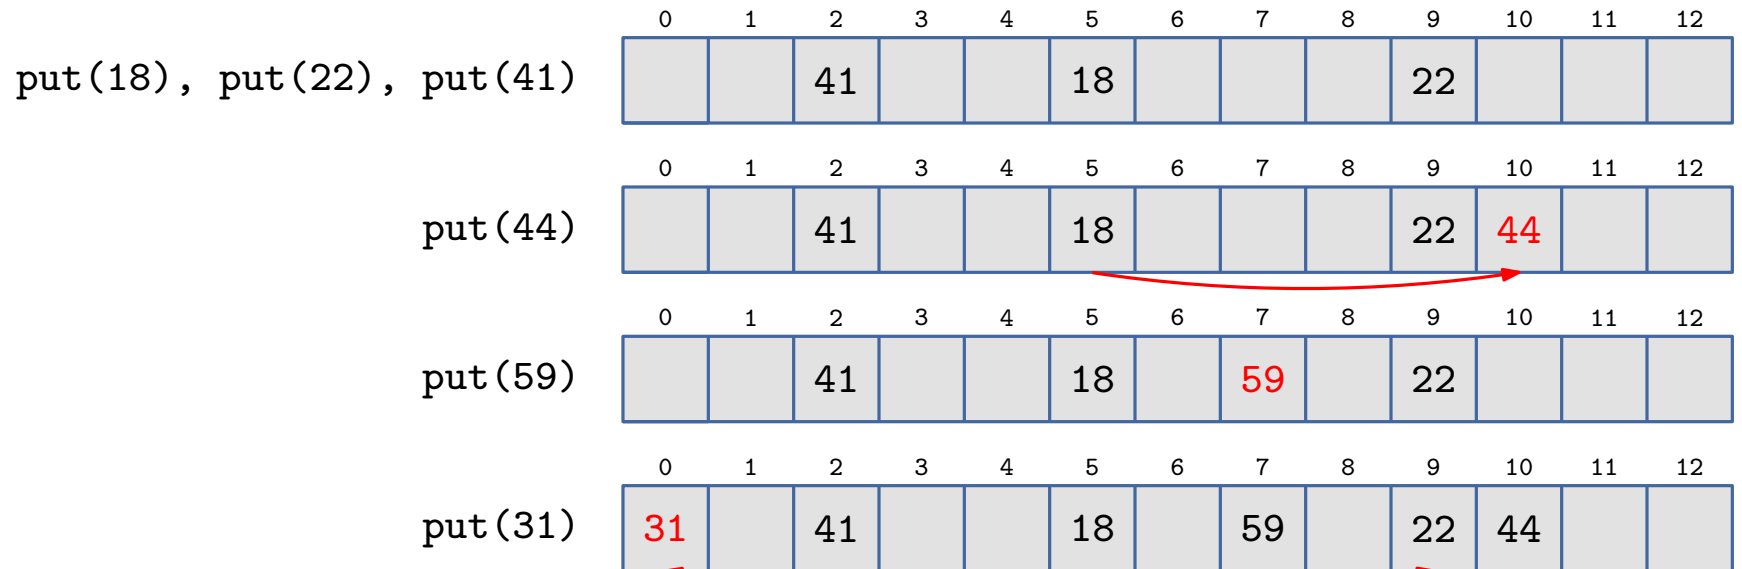 0 1 2 3 4 5 6 7 8 9 10 11 12
put(18), put(22), put(41) 41 18 22
0 1 2 3 4 5 6 7 8 9 10 11 12
put(44) 41 18 22 44
0 1 2 3 4 5 6 7 8 9 10 11 12
put(59) 41 18 59 22
0 1 2 3 4 5 6 7 8 9 10 11 12
put(31) 31 41 18 59 22 44